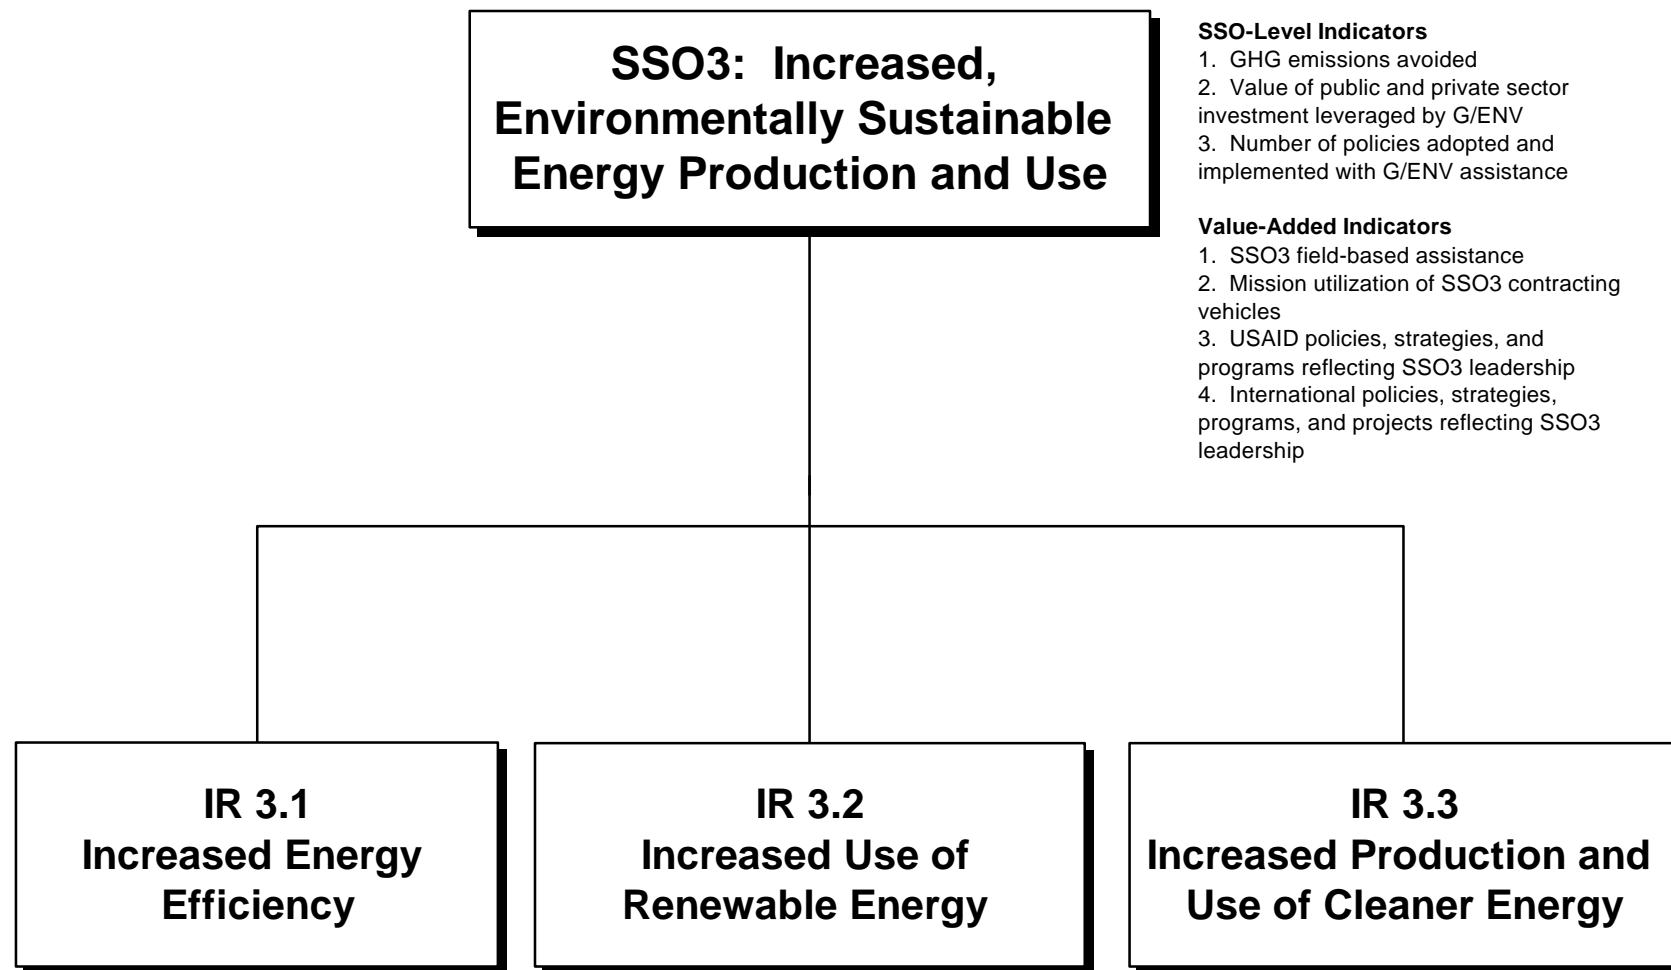 SSO3: Increased,
Environmentally Sustainable
Energy Production and Use
SSO-Level Indicators
1. GHG emissions avoided
2. Value of public and private sector
investment leveraged by G/ENV
3. Number of policies adopted and
implemented with G/ENV assistance
Value-Added Indicators
1. SSO3 field-based assistance
2. Mission utilization of SSO3 contracting
vehicles
3. USAID policies, strategies, and
programs reflecting SSO3 leadership
4. International policies, strategies,
programs, and projects reflecting SSO3
leadership
IR 3.1
Increased Energy
Efficiency
IR 3.2
Increased Use of
Renewable Energy
IR 3.3
Increased Production and
Use of Cleaner Energy